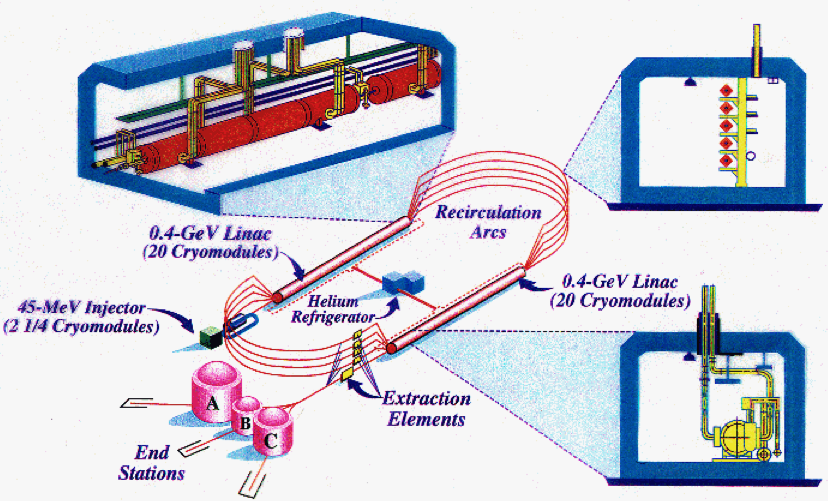 Recirculation
Arcs
0.4-GeV Linac
(20 Cryomodules)
0.4-GeV Linac
(20 Cryomodules)
45-MeV Injector
(2 1/4 Cryomodules)
Helium
Refrigerator
Extraction
Elements
A
B
C
End
Stations